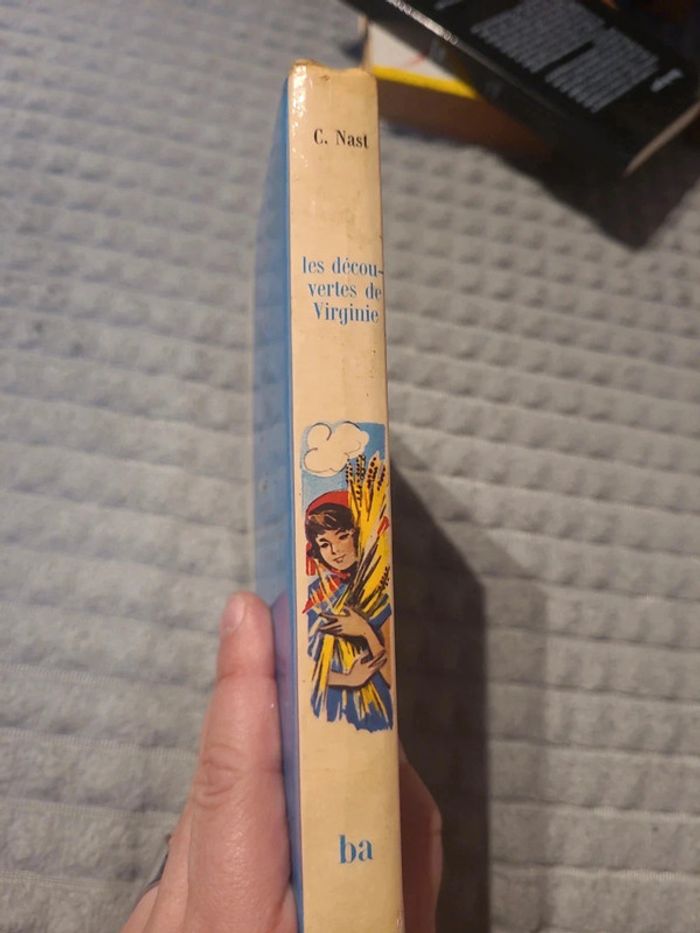 C. Nast
les décou-
vertes de
Virginie
ba